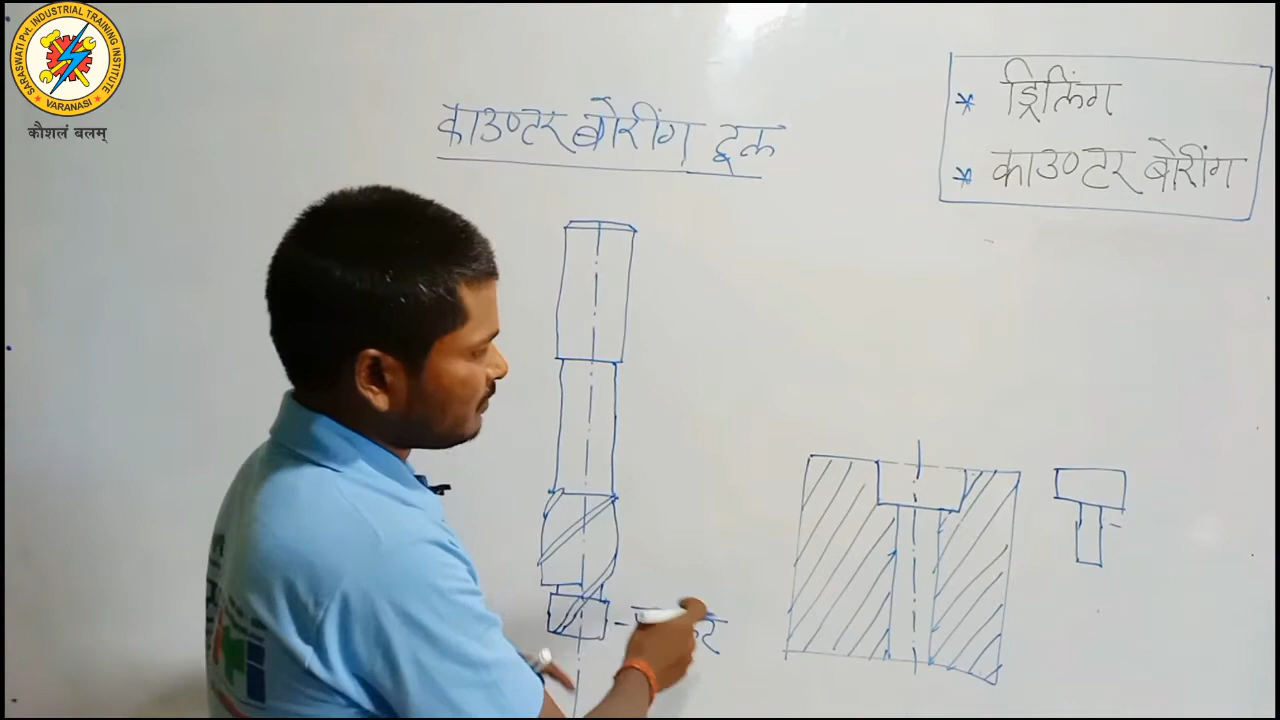 SARASWATI Pvt. INDUSTRIAL TRAINING INSTITUTE
VARANASI
कौशलं बलम्
काउण्टर बोरिंग टूल
* ड्रिलिंग
* काउण्टर बोरिंग